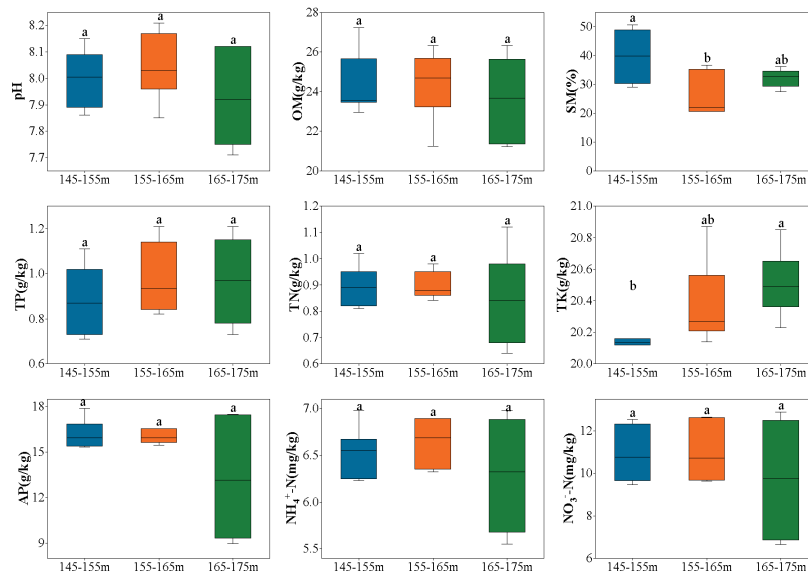 pH
8.2
8.1
8.0
7.9
7.8
7.7
a
a
a
145-155m
155-165m
165-175m
OM(g/kg)
28
26
24
22
20
a
a
a
145-155m
155-165m
165-175m
SM(%)
50
40
30
20
10
0
a
b
ab
145-155m
155-165m
165-175m
TP(g/kg)
1.2
1.0
0.8
0.6
a
a
a
145-155m
155-165m
165-175m
TN(g/kg)
1.2
1.1
1.0
0.9
0.8
0.7
0.6
a
a
a
145-155m
155-165m
165-175m
TK(g/kg)
21.0
20.8
20.6
20.4
20.2
20.0
b
ab
a
145-155m
155-165m
165-175m
AP(g/kg)
18
15
12
9
a
a
a
145-155m
155-165m
165-175m
NH₄⁺-N(mg/kg)
7.0
6.5
6.0
5.5
a
a
a
145-155m
155-165m
165-175m
NO₃⁻-N(mg/kg)
12
10
8
6
a
a
a
145-155m
155-165m
165-175m